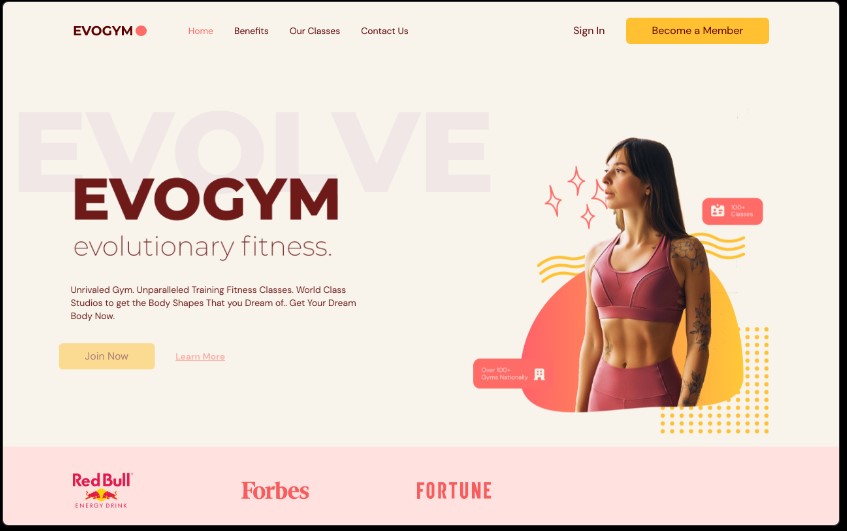 EVOGYM
Home
Benefits
Our Classes
Contact Us
Sign In
Become a Member
EVOLVE
EVOGYM
evolutionary fitness.
Unrivaled Gym. Unparalleled Training Fitness Classes. World Class
Studios to get the Body Shapes That you Dream of.. Get Your Dream
Body Now.
Join Now
Learn More
100+
Classes
Over 100+
Gyms Nationally
Red Bull
ENERGY DRINK
Forbes
FORTUNE